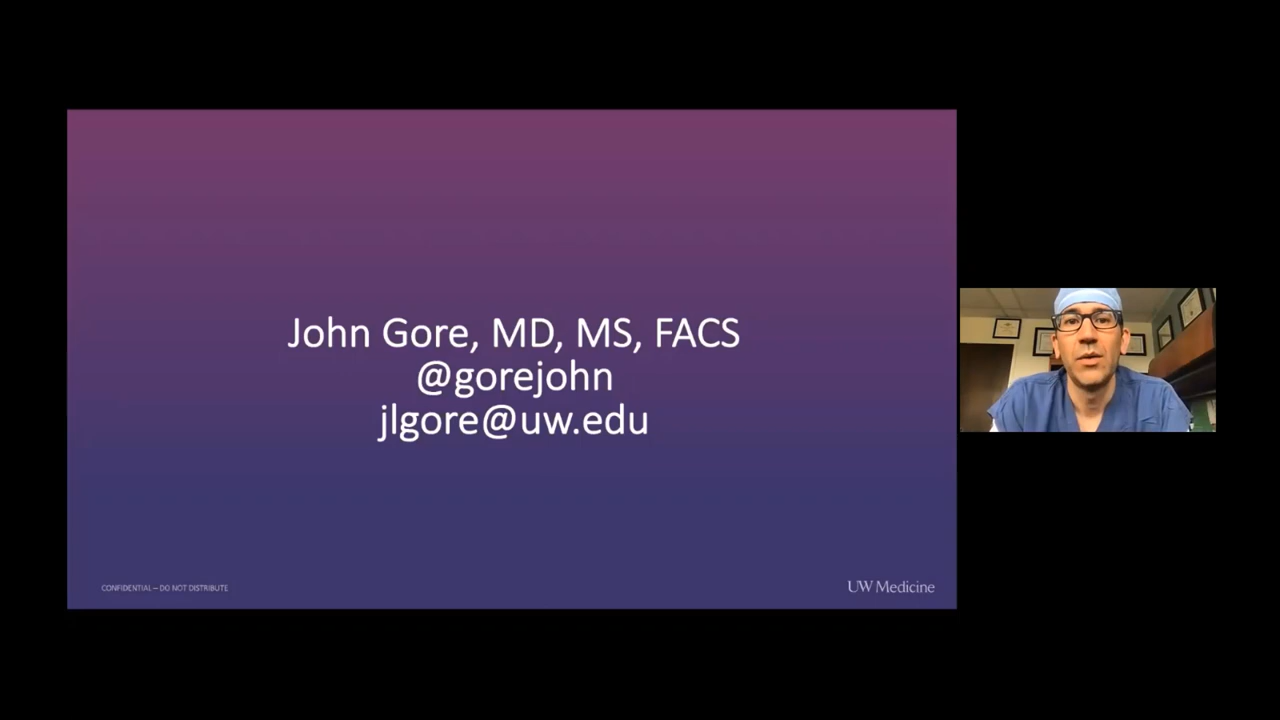 John Gore, MD, MS, FACS
@gorejohn
jlgore@uw.edu
CONFIDENTIAL – DO NOT DISTRIBUTE
UW Medicine